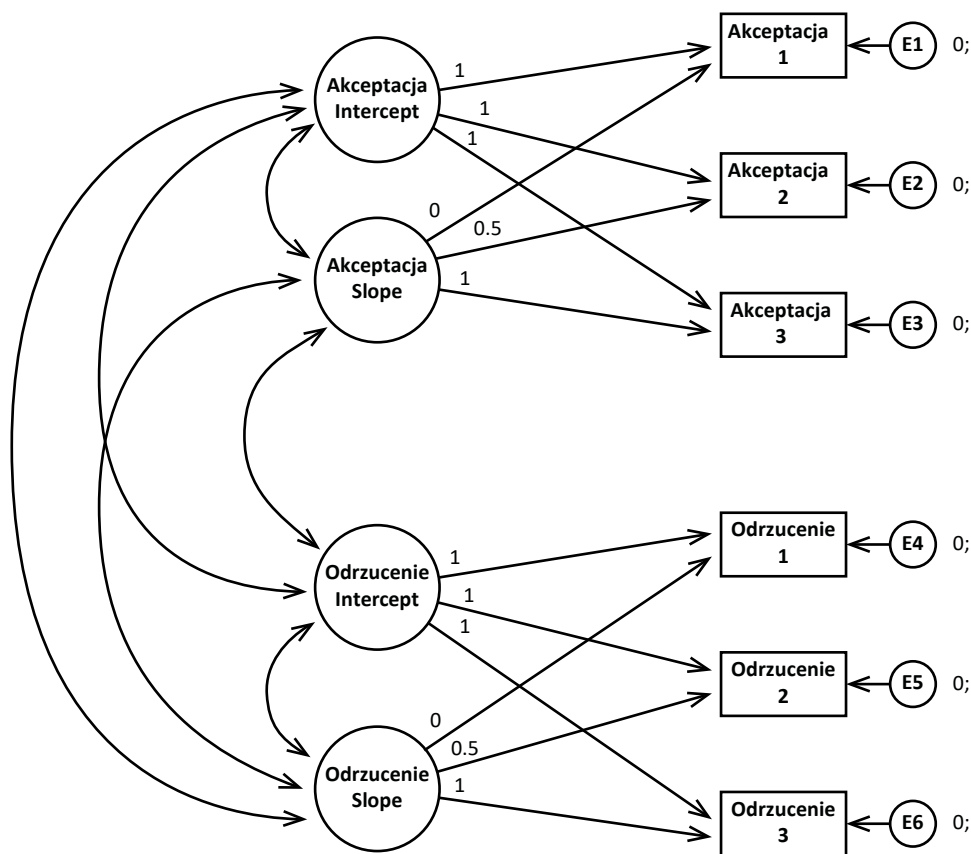 Akceptacja
1
E1
0;
Akceptacja
Intercept
1
1
1
Akceptacja
2
E2
0;
Akceptacja
Slope
0
0.5
1
Akceptacja
3
E3
0;
Odrzucenie
1
E4
0;
Odrzucenie
Intercept
1
1
1
Odrzucenie
2
E5
0;
Odrzucenie
Slope
0
0.5
1
Odrzucenie
3
E6
0;